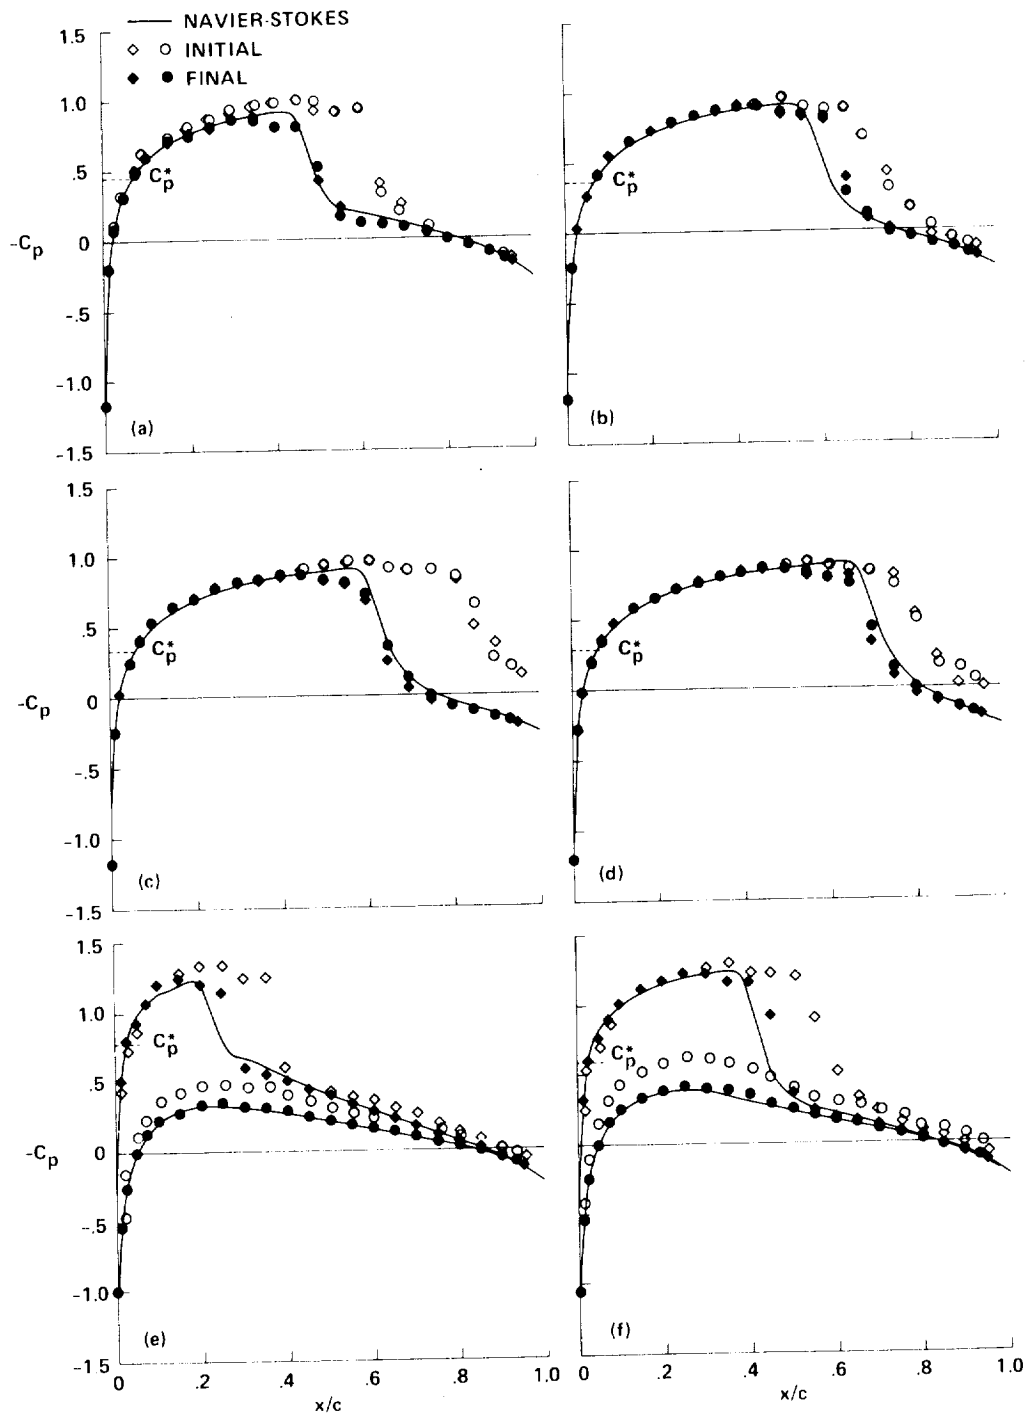 NAVIER-STOKES
INITIAL
FINAL
1.5
1.0
.5
0
-.5
-1.0
-1.5
-Cp
C*p
(a)
C*p
(b)
1.5
1.0
.5
0
-.5
-1.0
-1.5
-Cp
C*p
(c)
C*p
(d)
1.5
1.0
.5
0
-.5
-1.0
-1.5
-Cp
C*p
(e)
0 .2 .4 .6 .8 1.0
x/c
C*p
(f)
0 .2 .4 .6 .8 1.0
x/c